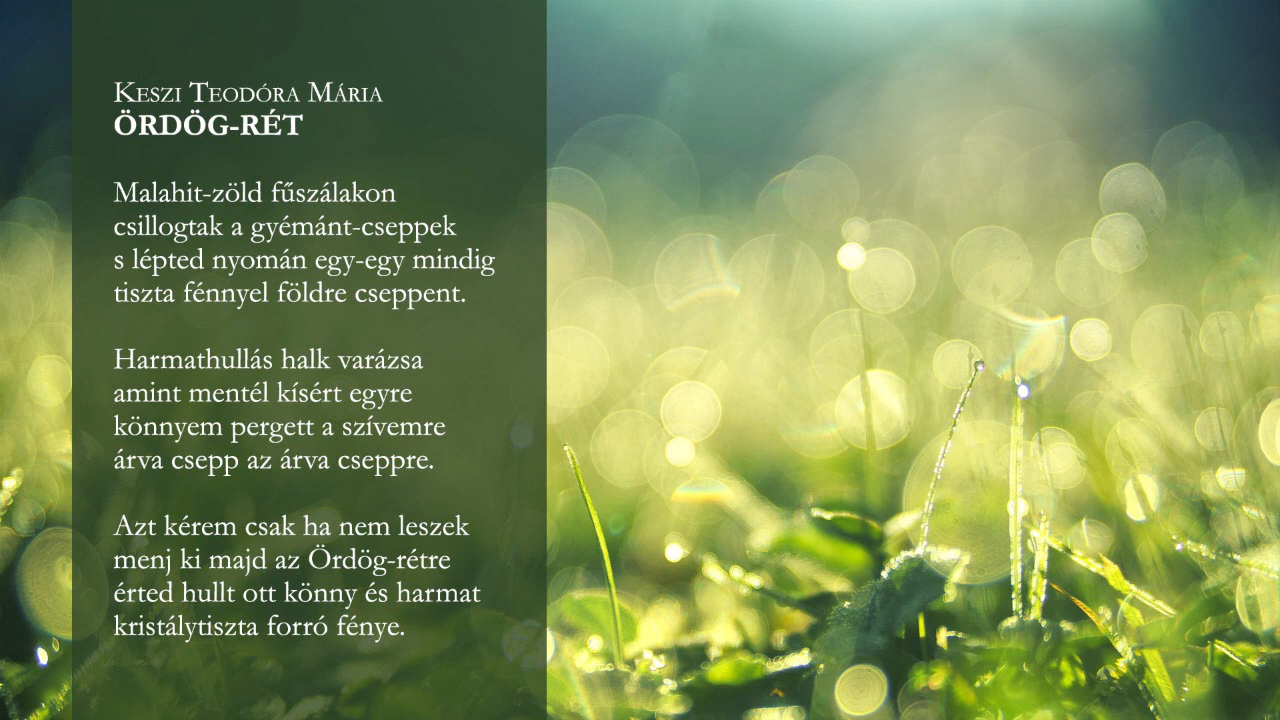 Keszi Teodóra Mária
ÖRDÖG-RÉT
Malahit-zöld fűszálakon
csillogtak a gyémánt-cseppek
s lépted nyomán egy-egy mindig
tiszta fénnyel földre cseppent.
Harmathullás halk varázsa
amint mentél kísért egyre
könnyem pergett a szívemre
árva csepp az árva cseppre.
Azt kérem csak ha nem leszek
menj ki majd az Ördög-rétre
érted hullt ott könny és harmat
kristálytiszta forró fénye.